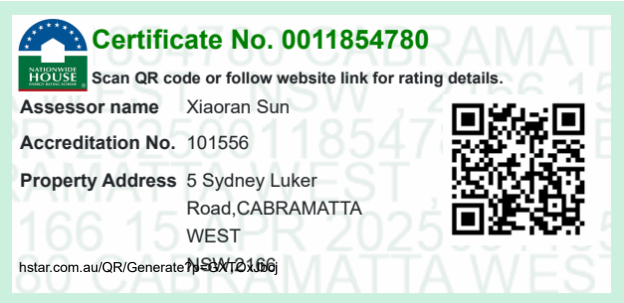 Certificate No. 0011854780
NATIONWIDE
HOUSE
ENERGY RATING SCHEME
Scan QR code or follow website link for rating details.
Assessor name Xiaoran Sun
Accreditation No. 101556
Property Address 5 Sydney Luker
Road,CABRAMATTA
WEST
NSW 2166
hstar.com.au/QR/Generate?p=